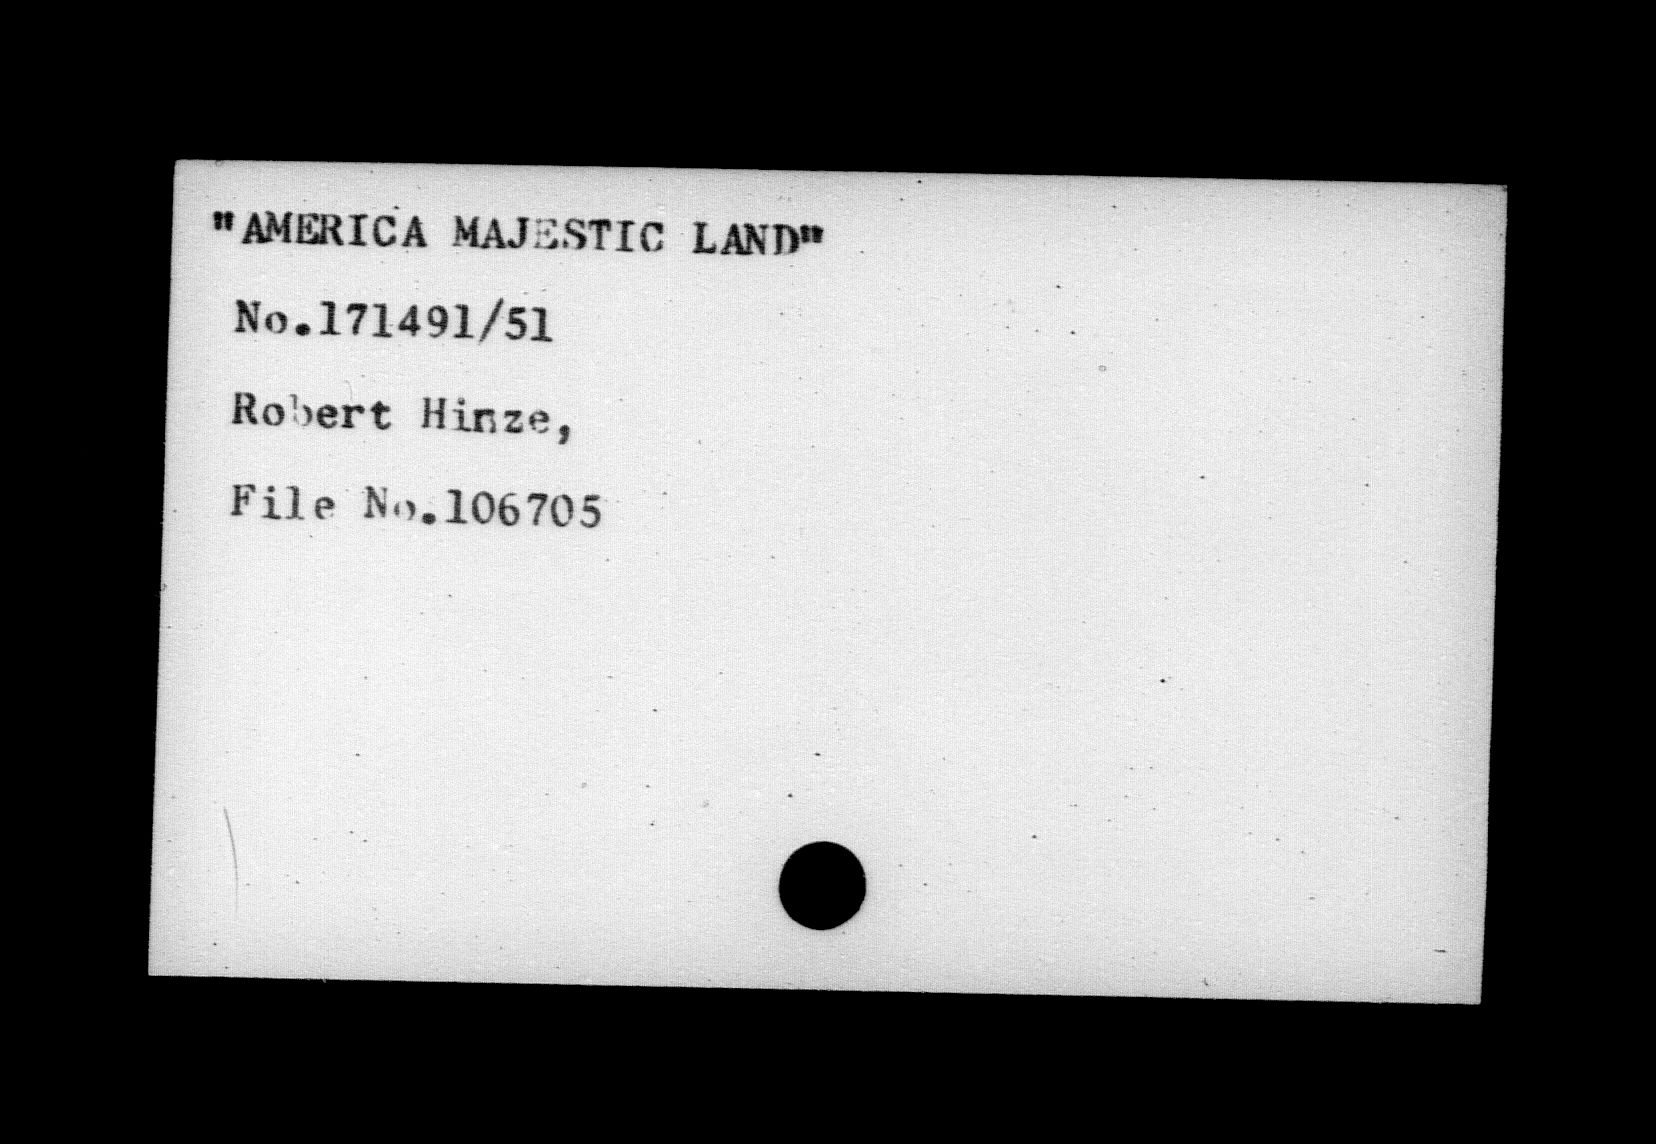 "AMERICA MAJESTIC LAND"
No.171491/51
Robert Hinze,
File No.106705